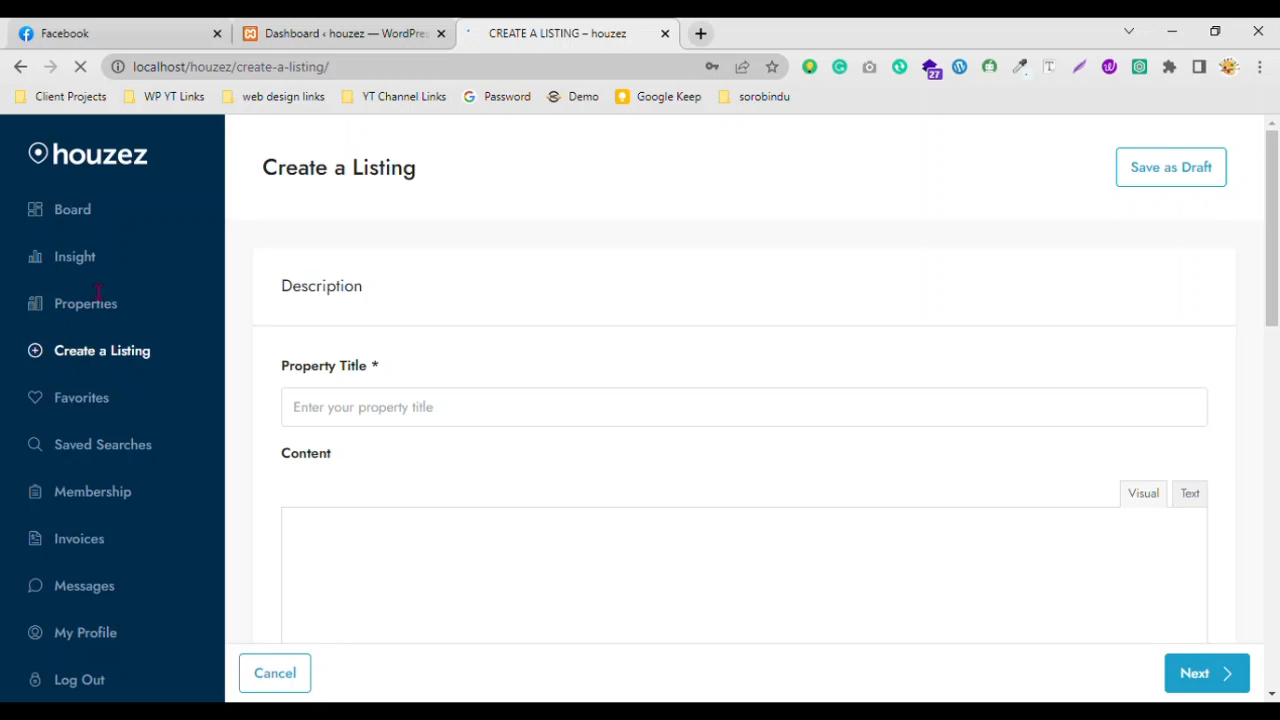 Facebook
Dashboard ‹ houzez — WordPre
CREATE A LISTING – houzez
localhost/houzez/create-a-listing/
27
Client Projects
WP YT Links
web design links
YT Channel Links
Password
Demo
Google Keep
sorobindu
houzez
Board
Insight
Properties
Create a Listing
Favorites
Saved Searches
Membership
Invoices
Messages
My Profile
Log Out
Create a Listing
Save as Draft
Description
Property Title *
Enter your property title
Content
Visual
Text
Cancel
Next